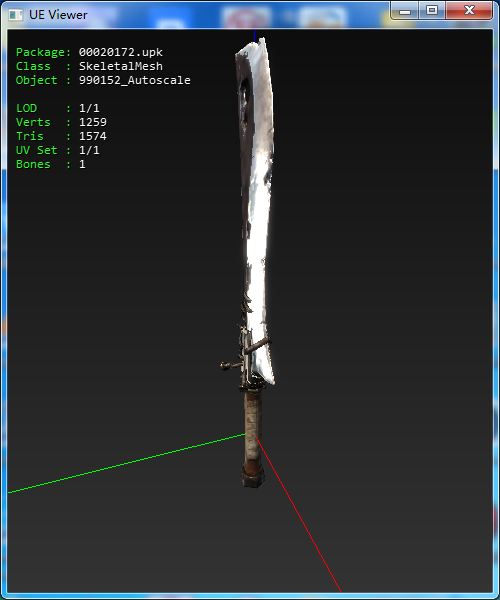 UE Viewer
Package: 00020172.upk
Class : SkeletalMesh
Object : 990152_Autoscale
LOD : 1/1
Verts : 1259
Tris : 1574
UV Set : 1/1
Bones : 1